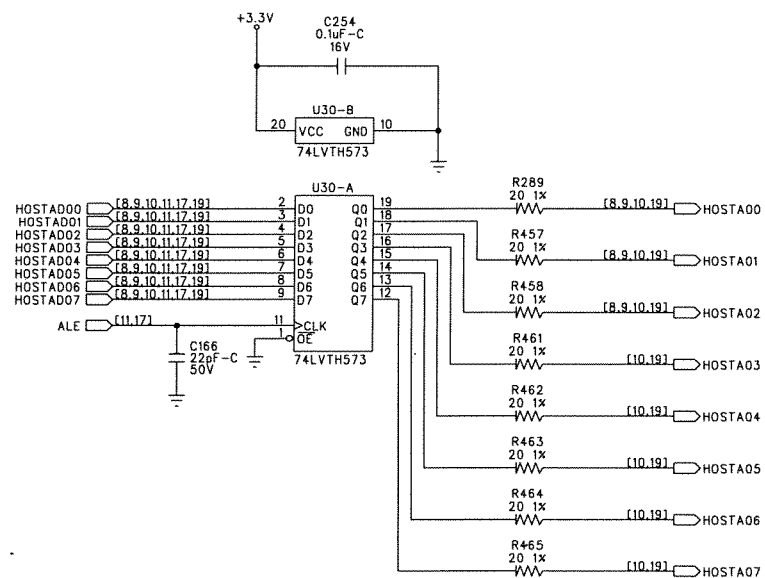 +3.3V
C254
0.1uF-C
16V
U30-B
20 VCC GND 10
74LVTH573
U30-A
HOSTAD00 [8,9,10,11,17,19] 2 D0 Q0 19
HOSTAD01 [8,9,10,11,17,19] 3 D1 Q1 18
HOSTAD02 [8,9,10,11,17,19] 4 D2 Q2 17
HOSTAD03 [8,9,10,11,17,19] 5 D3 Q3 16
HOSTAD04 [8,9,10,11,17,19] 6 D4 Q4 15
HOSTAD05 [8,9,10,11,17,19] 7 D5 Q5 14
HOSTAD06 [8,9,10,11,17,19] 8 D6 Q6 13
HOSTAD07 [8,9,10,11,17,19] 9 D7 Q7 12
ALE [11,17] 11 CLK
1 OE
74LVTH573
C166
22pF-C
50V
R289
20 1% [8,9,10,19] HOSTA00
R457
20 1% [8,9,10,19] HOSTA01
R458
20 1% [8,9,10,19] HOSTA02
R461
20 1% [10,19] HOSTA03
R462
20 1% [10,19] HOSTA04
R463
20 1% [10,19] HOSTA05
R464
20 1% [10,19] HOSTA06
R465
20 1% [10,19] HOSTA07